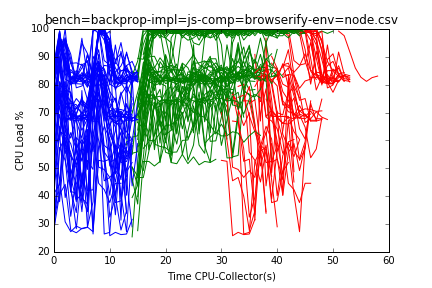 bench=backprop-impl=js-comp=browserify-env=node.csv
100
90
80
70
60
50
40
30
20
CPU Load %
0 10 20 30 40 50 60
Time CPU-Collector(s)